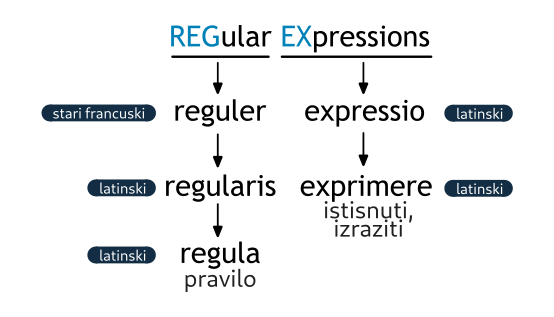 REGular EXpressions
stari francuski reguler expressio latinski
latinski regularis exprimere latinski
istisnuti,
izraziti
latinski regula
pravilo